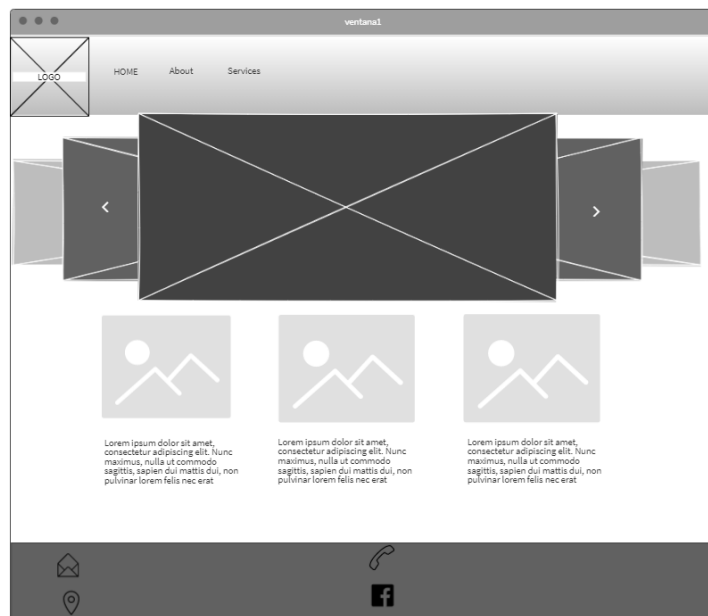 ventana1
LOGO
HOME
About
Services
Lorem ipsum dolor sit amet,
consectetur adipiscing elit. Nunc
maximus, nulla ut commodo
sagittis, sapien dui mattis dui, non
pulvinar lorem felis nec erat
Lorem ipsum dolor sit amet,
consectetur adipiscing elit. Nunc
maximus, nulla ut commodo
sagittis, sapien dui mattis dui, non
pulvinar lorem felis nec erat
Lorem ipsum dolor sit amet,
consectetur adipiscing elit. Nunc
maximus, nulla ut commodo
sagittis, sapien dui mattis dui, non
pulvinar lorem felis nec erat